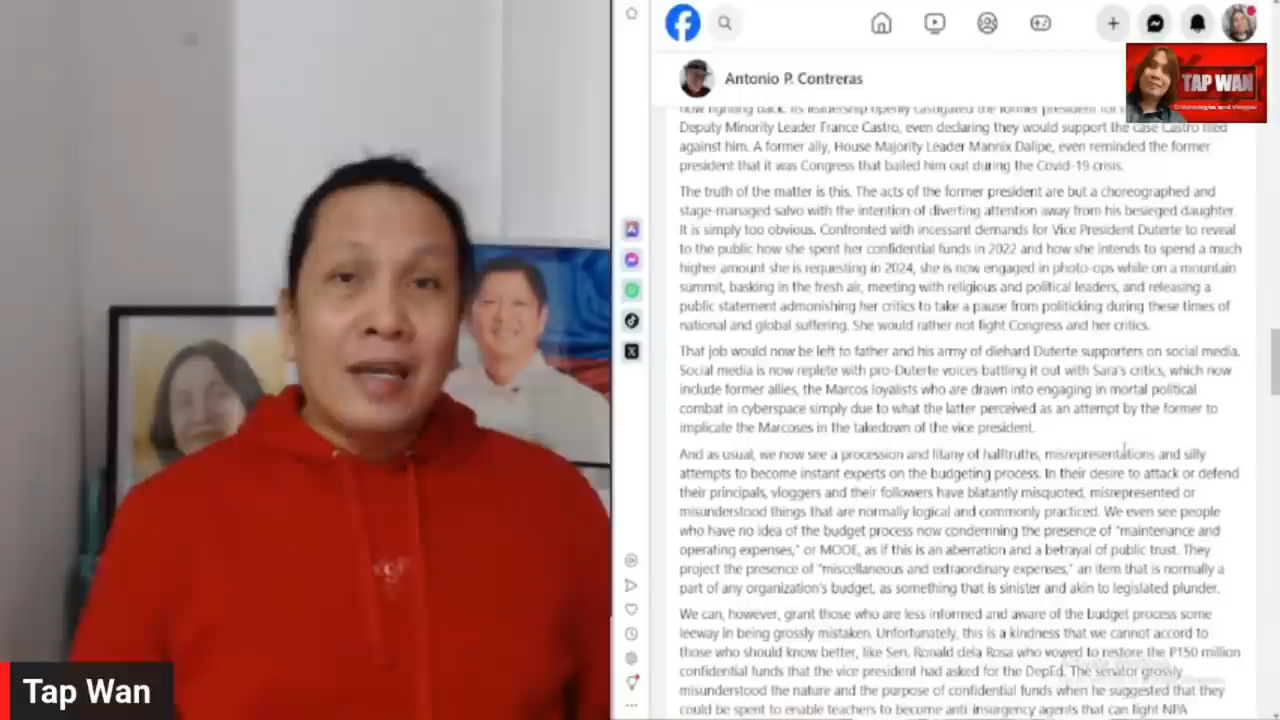 Antonio P. Contreras
TAP WAN
Deputy Minority Leader France Castro, even declaring they would support the case Castro filed
against him. A former ally, House Majority Leader Mannix Dalipe, even reminded the former
president that it was Congress that bailed him out during the Covid-19 crisis.
The truth of the matter is this. The acts of the former president are but a choreographed and
stage-managed salvo with the intention of diverting attention away from his besieged daughter.
It is simply too obvious. Confronted with incessant demands for Vice President Duterte to reveal
to the public how she spent her confidential funds in 2022 and how she intends to spend a much
higher amount she is requesting in 2024, she is now engaged in photo-ops while on a mountain
summit, basking in the fresh air, meeting with religious and political leaders, and releasing a
public statement admonishing her critics to take a pause from politicking during these times of
national and global suffering. She would rather not fight Congress and her critics.
That job would now be left to father and his army of diehard Duterte supporters on social media.
Social media is now replete with pro-Duterte voices battling it out with Sara's critics, which now
include former allies, the Marcos loyalists who are drawn into engaging in mortal political
combat in cyberspace simply due to what the latter perceived as an attempt by the former to
implicate the Marcoses in the takedown of the vice president.
And as usual, we now see a procession and litany of halftruths, misrepresentations and silly
attempts to become instant experts on the budgeting process. In their desire to attack or defend
their principals, vloggers and their followers have blatantly misquoted, misrepresented or
misunderstood things that are normally logical and commonly practiced. We even see people
who have no idea of the budget process now condemning the presence of "maintenance and
operating expenses," or MOOE, as if this is an aberration and a betrayal of public trust. They
project the presence of "miscellaneous and extraordinary expenses," an item that is normally a
part of any organization's budget, as something that is sinister and akin to legislated plunder.
We can, however, grant those who are less informed and aware of the budget process some
leeway in being grossly mistaken. Unfortunately, this is a kindness that we cannot accord to
those who should know better, like Sen. Ronald dela Rosa who vowed to restore the P150 million
confidential funds that the vice president had asked for the DepEd. The senator grossly
misunderstood the nature and the purpose of confidential funds when he suggested that they
could be spent to enable teachers to become anti insurgency agents that can fight NPA
Tap Wan